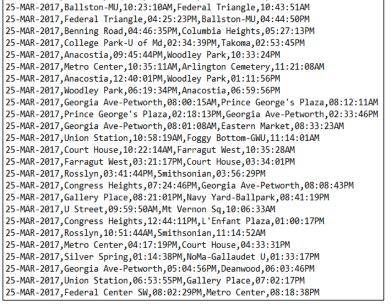 25-MAR-2017,Ballston-MU,10:23:10AM,Federal Triangle,10:43:51AM
25-MAR-2017,Federal Triangle,04:25:23PM,Ballston-MU,04:44:50PM
25-MAR-2017,Benning Road,04:46:35PM,Columbia Heights,05:27:13PM
25-MAR-2017,College Park-U of Md,02:34:39PM,Takoma,02:53:45PM
25-MAR-2017,Anacostia,09:45:44PM,Woodley Park,10:33:24PM
25-MAR-2017,Metro Center,10:35:11AM,Arlington Cemetery,11:21:08AM
25-MAR-2017,Anacostia,12:40:01PM,Woodley Park,01:11:56PM
25-MAR-2017,Woodley Park,06:19:34PM,Anacostia,06:59:56PM
25-MAR-2017,Georgia Ave-Petworth,08:00:15AM,Prince George's Plaza,08:12:11AM
25-MAR-2017,Prince George's Plaza,02:18:13PM,Georgia Ave-Petworth,02:33:46PM
25-MAR-2017,Georgia Ave-Petworth,08:01:08AM,Eastern Market,08:33:23AM
25-MAR-2017,Union Station,10:58:19AM,Foggy Bottom-GWU,11:14:01AM
25-MAR-2017,Court House,10:22:14AM,Farragut West,10:35:28AM
25-MAR-2017,Farragut West,03:21:17PM,Court House,03:34:01PM
25-MAR-2017,Rosslyn,03:41:44PM,Smithsonian,03:56:29PM
25-MAR-2017,Congress Heights,07:24:46PM,Georgia Ave-Petworth,08:08:43PM
25-MAR-2017,Gallery Place,08:21:01PM,Navy Yard-Ballpark,08:41:19PM
25-MAR-2017,U Street,09:59:50AM,Mt Vernon Sq,10:06:33AM
25-MAR-2017,Congress Heights,12:44:11PM,L'Enfant Plaza,01:00:17PM
25-MAR-2017,Rosslyn,10:51:44AM,Smithsonian,11:14:52AM
25-MAR-2017,Metro Center,04:17:19PM,Court House,04:33:31PM
25-MAR-2017,Silver Spring,01:14:38PM,NoMa-Gallaudet U,01:33:17PM
25-MAR-2017,Georgia Ave-Petworth,05:04:56PM,Deanwood,06:03:46PM
25-MAR-2017,Union Station,06:53:55PM,Gallery Place,07:02:17PM
25-MAR-2017,Federal Center SW,08:02:29PM,Metro Center,08:18:38PM